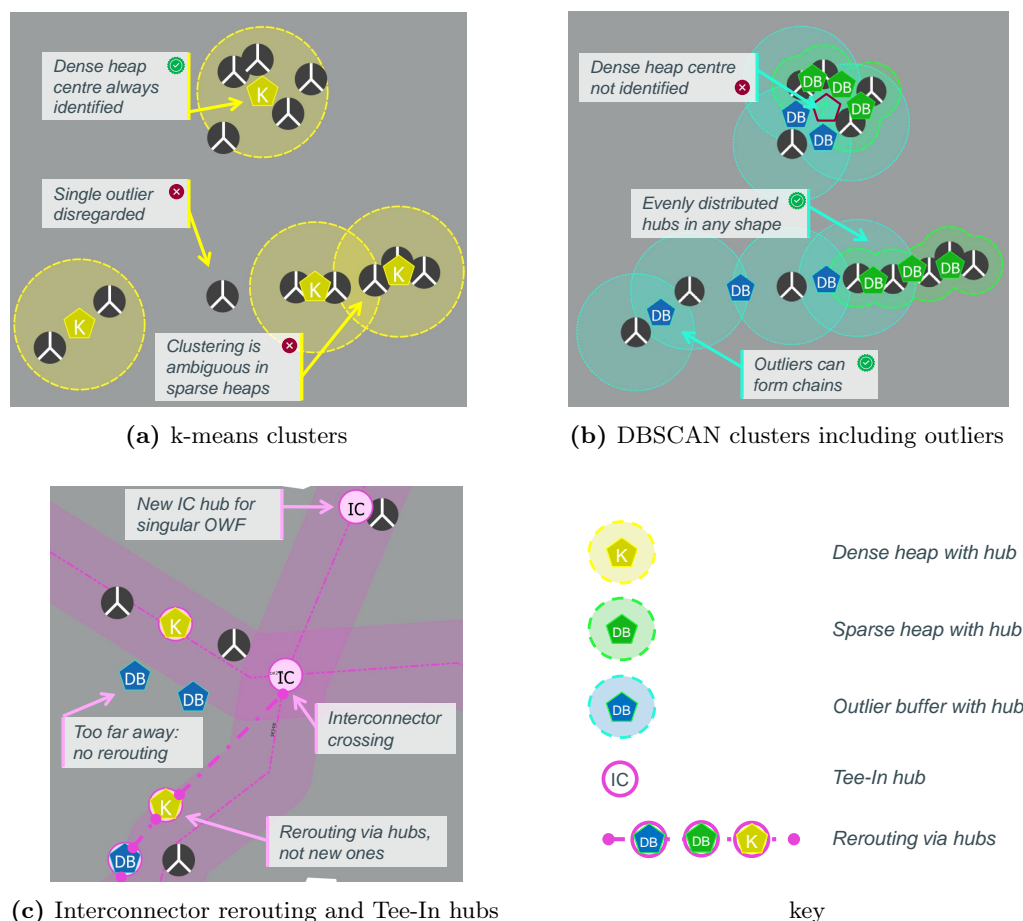 Dense heap
centre always
identified
K
Single outlier
disregarded
K
K
K
Clustering is
ambiguous in
sparse heaps
(a) k-means clusters
Dense heap centre
not identified
DB
DB
DB
DB
DB
Evenly distributed
hubs in any shape
DB
DB
DB
DB
DB
DB
Outliers can
form chains
(b) DBSCAN clusters including outliers
New IC hub for
singular OWF
IC
K
IC
DB
DB
Too far away:
no rerouting
Interconnector
crossing
K
Rerouting via hubs,
not new ones
DB
(c) Interconnector rerouting and Tee-In hubs
K
Dense heap with hub
DB
Sparse heap with hub
DB
Outlier buffer with hub
IC
Tee-In hub
DB
DB
K
Rerouting via hubs
key